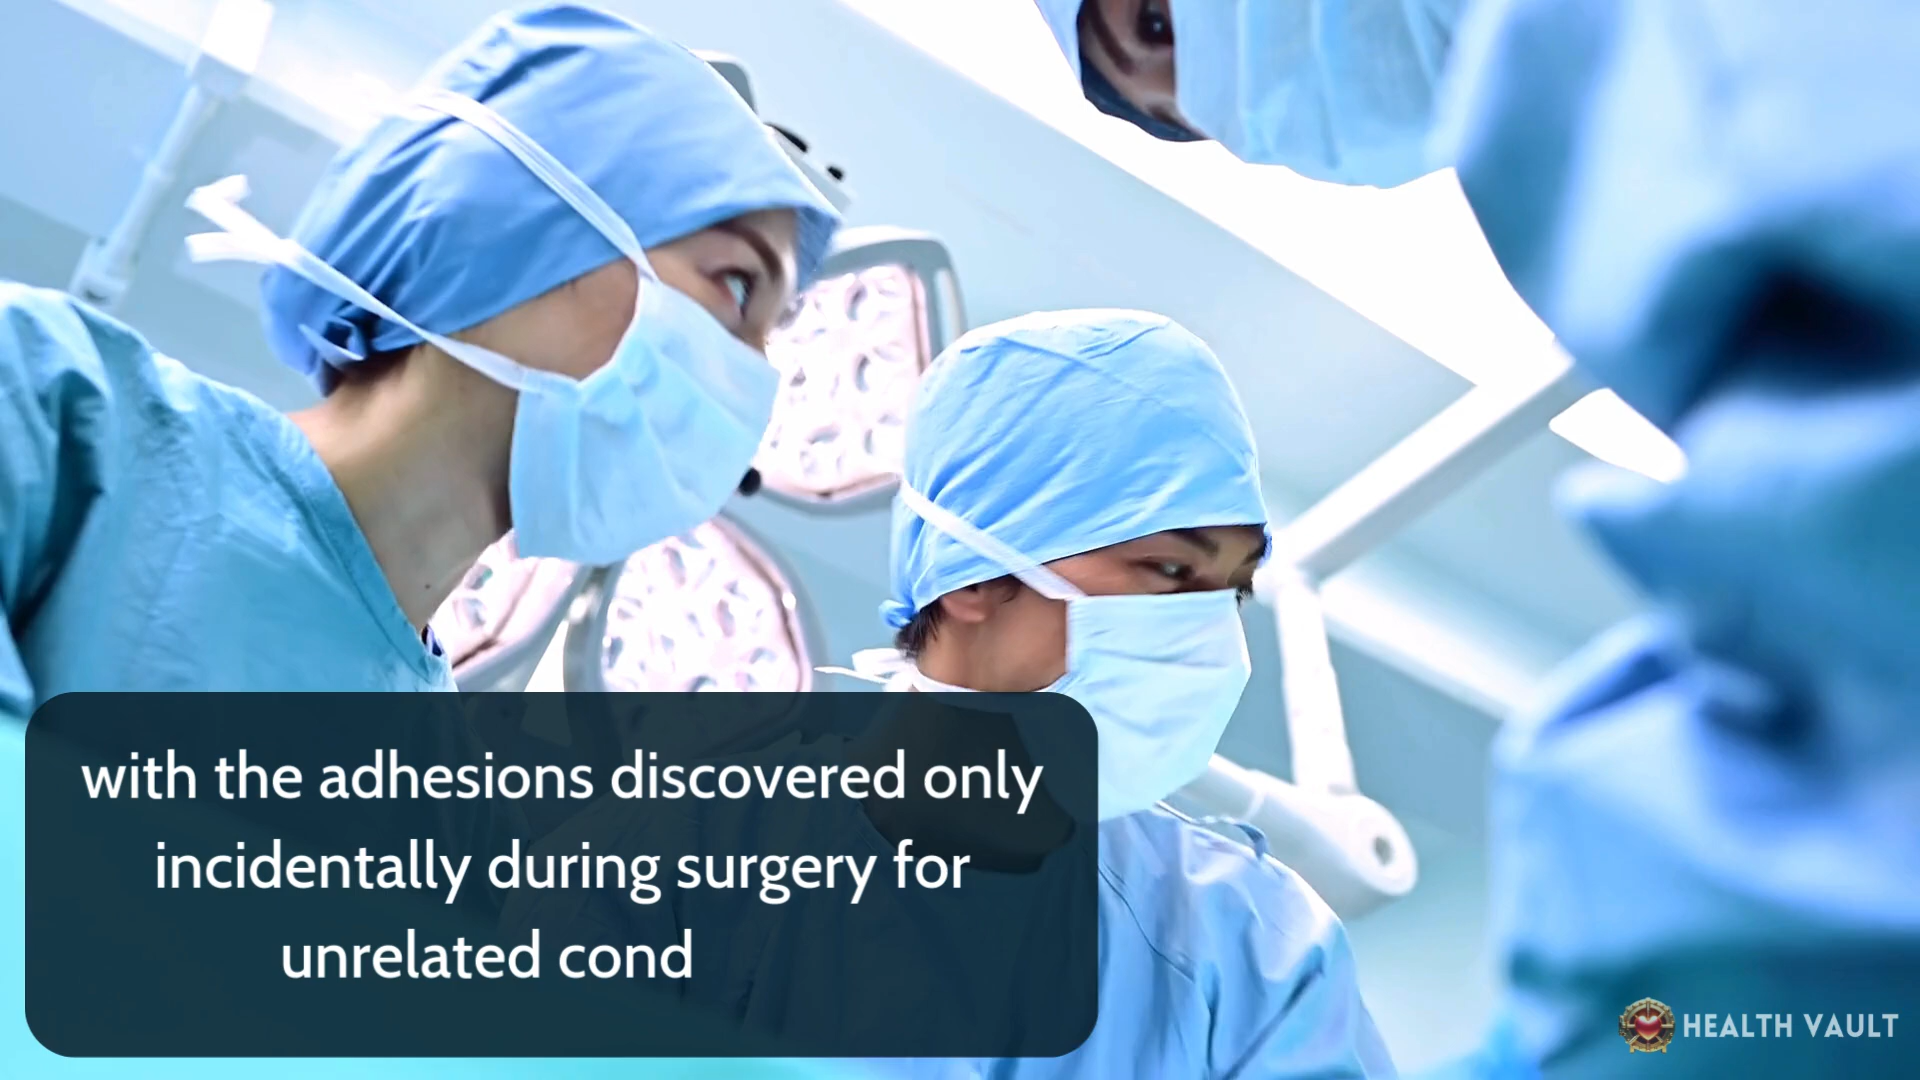 with the adhesions discovered only
incidentally during surgery for
unrelated cond
HEALTH VAULT